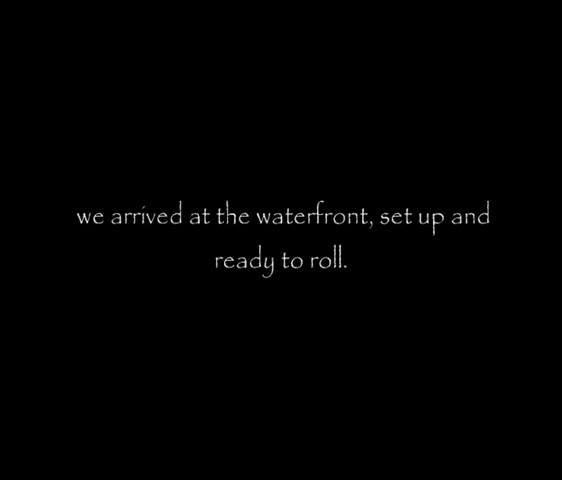 we arrived at the waterfront, set up and
ready to roll.